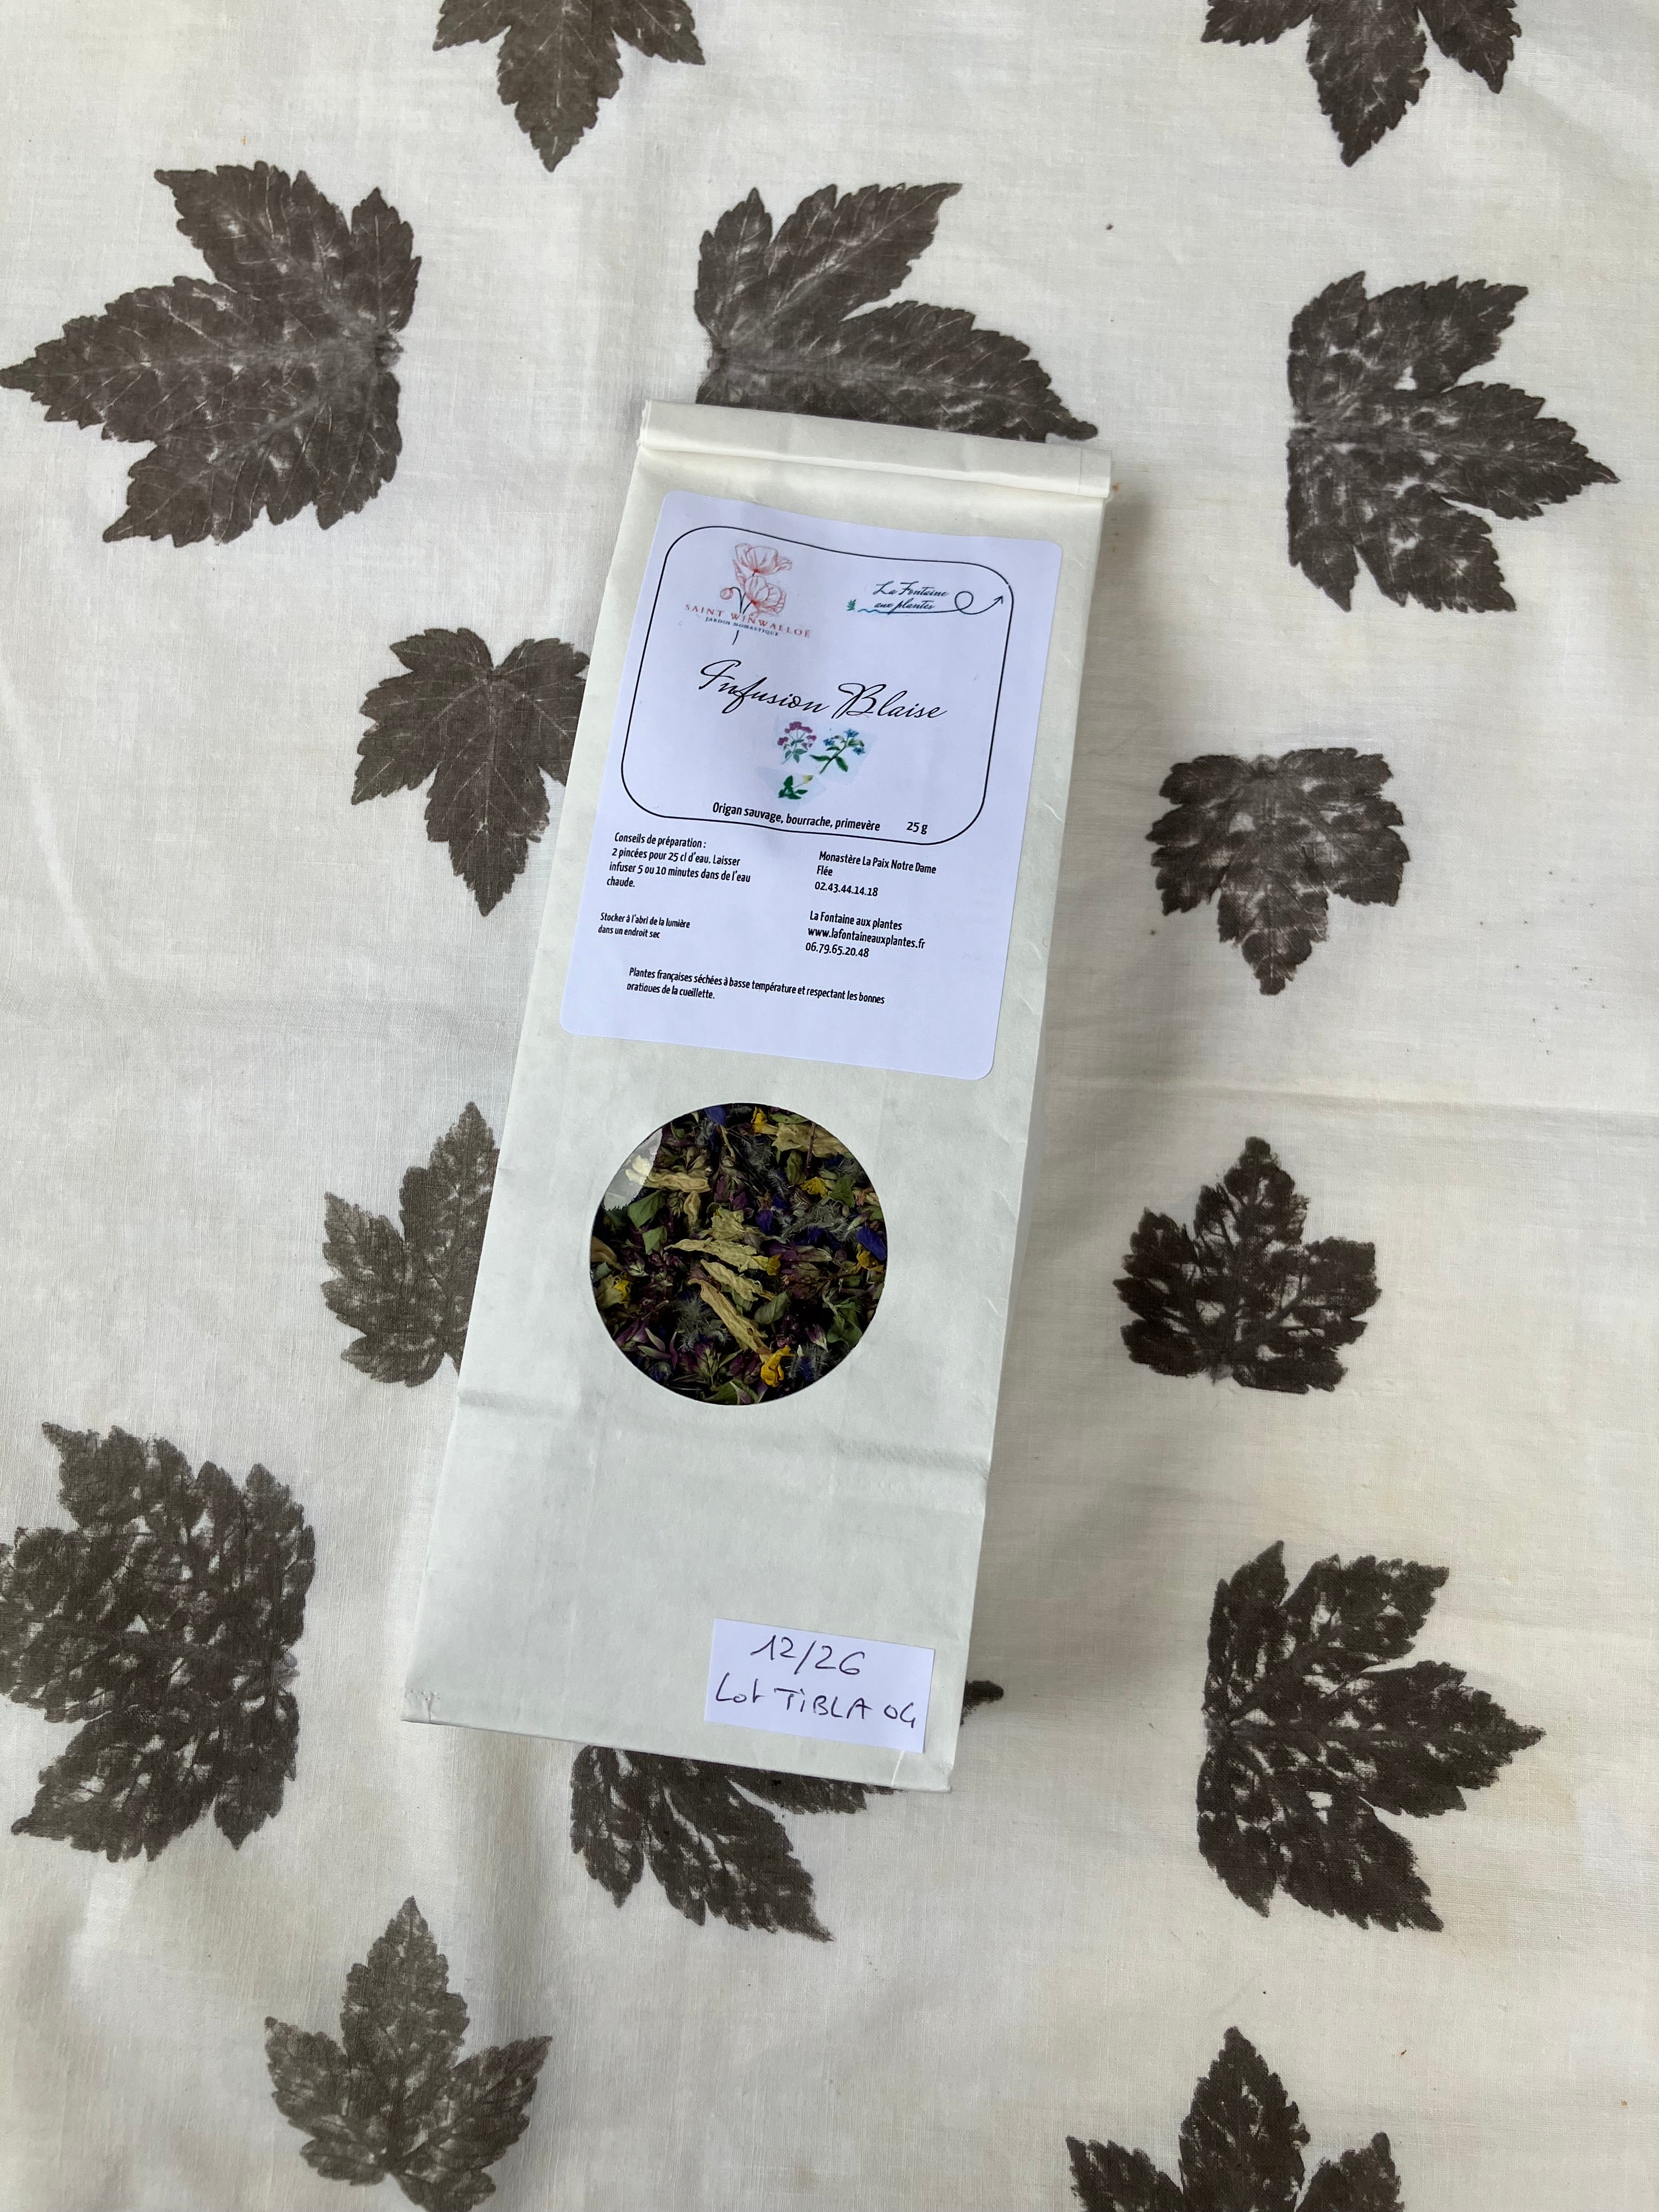 SAINT WINWALLOË
JARDIN MONASTIQUE
La Fontaine
aux plantes
Infusion Blaise
Origan sauvage, bourrache, primevère 25 g
Conseils de préparation :
2 pincées pour 25 cl d'eau. Laisser
infuser 5 ou 10 minutes dans de l'eau
chaude.
Stocker à l'abri de la lumière
dans un endroit sec
Monastère La Paix Notre Dame
Flée
02.43.44.14.18
La Fontaine aux plantes
www.lafontaineauxplantes.fr
06.79.65.20.48
Plantes françaises séchées à basse température et respectant les bonnes
pratiques de la cueillette.
12/26
Lot TiBLA 04